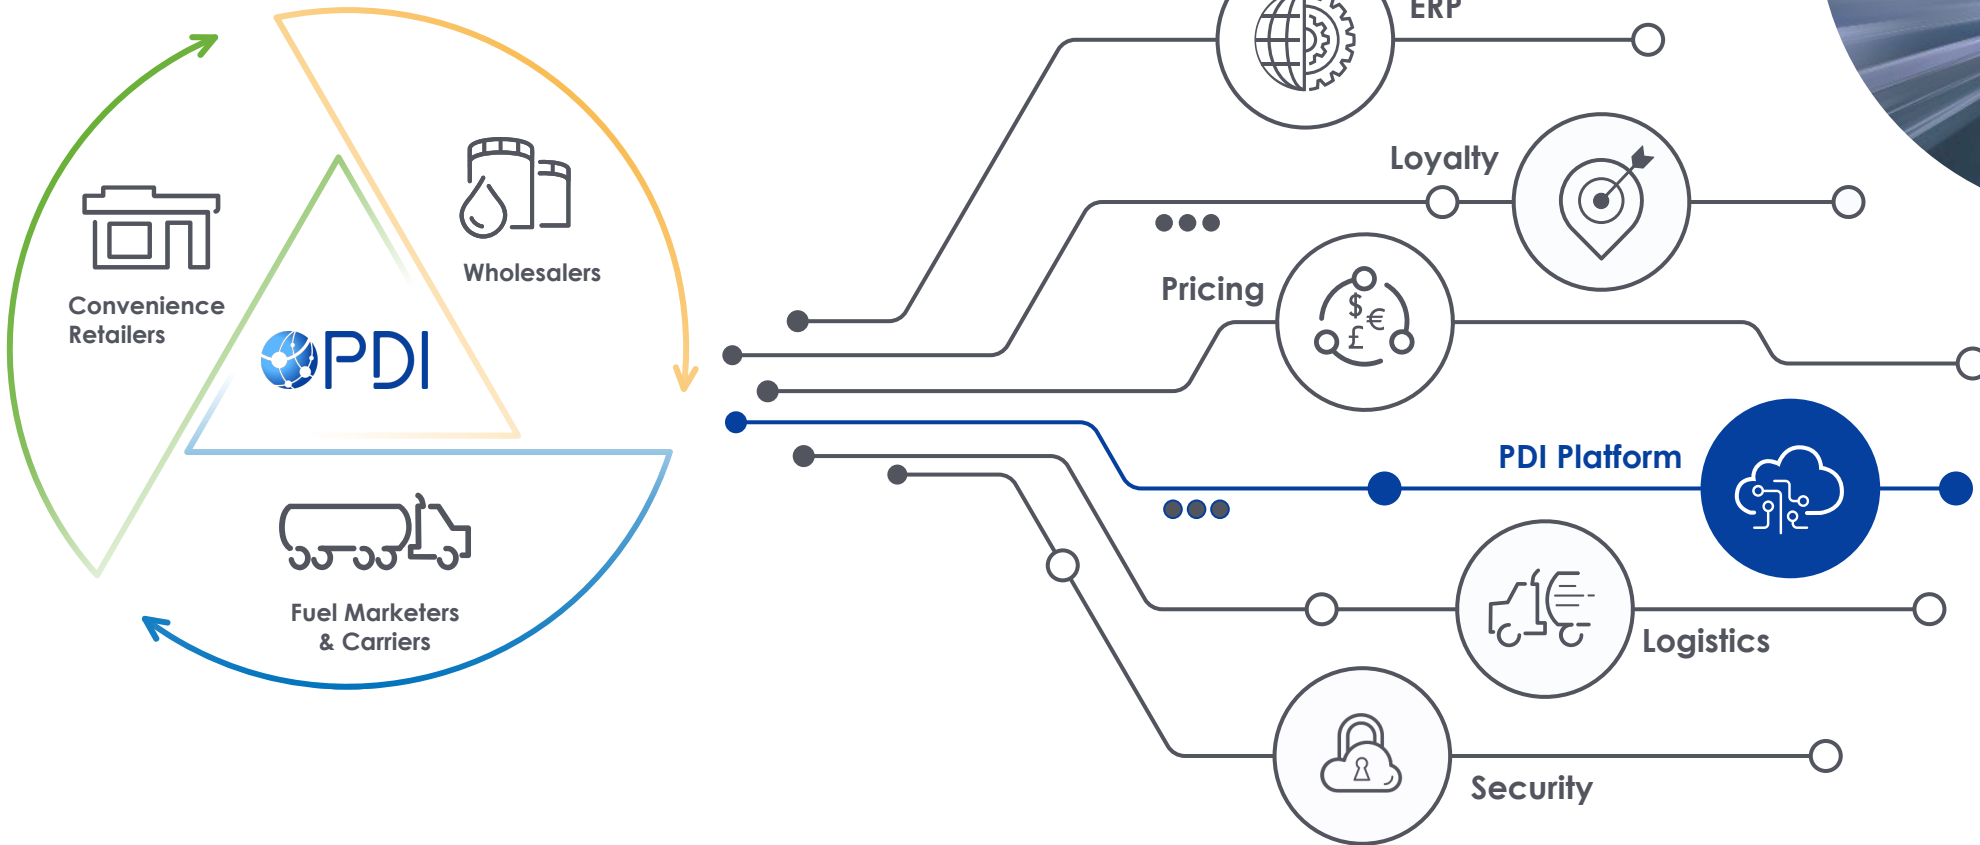 Convenience
Retailers
Wholesalers
PDI
Fuel Marketers
& Carriers
ERP
Loyalty
Pricing
$
€
£
PDI Platform
Logistics
Security